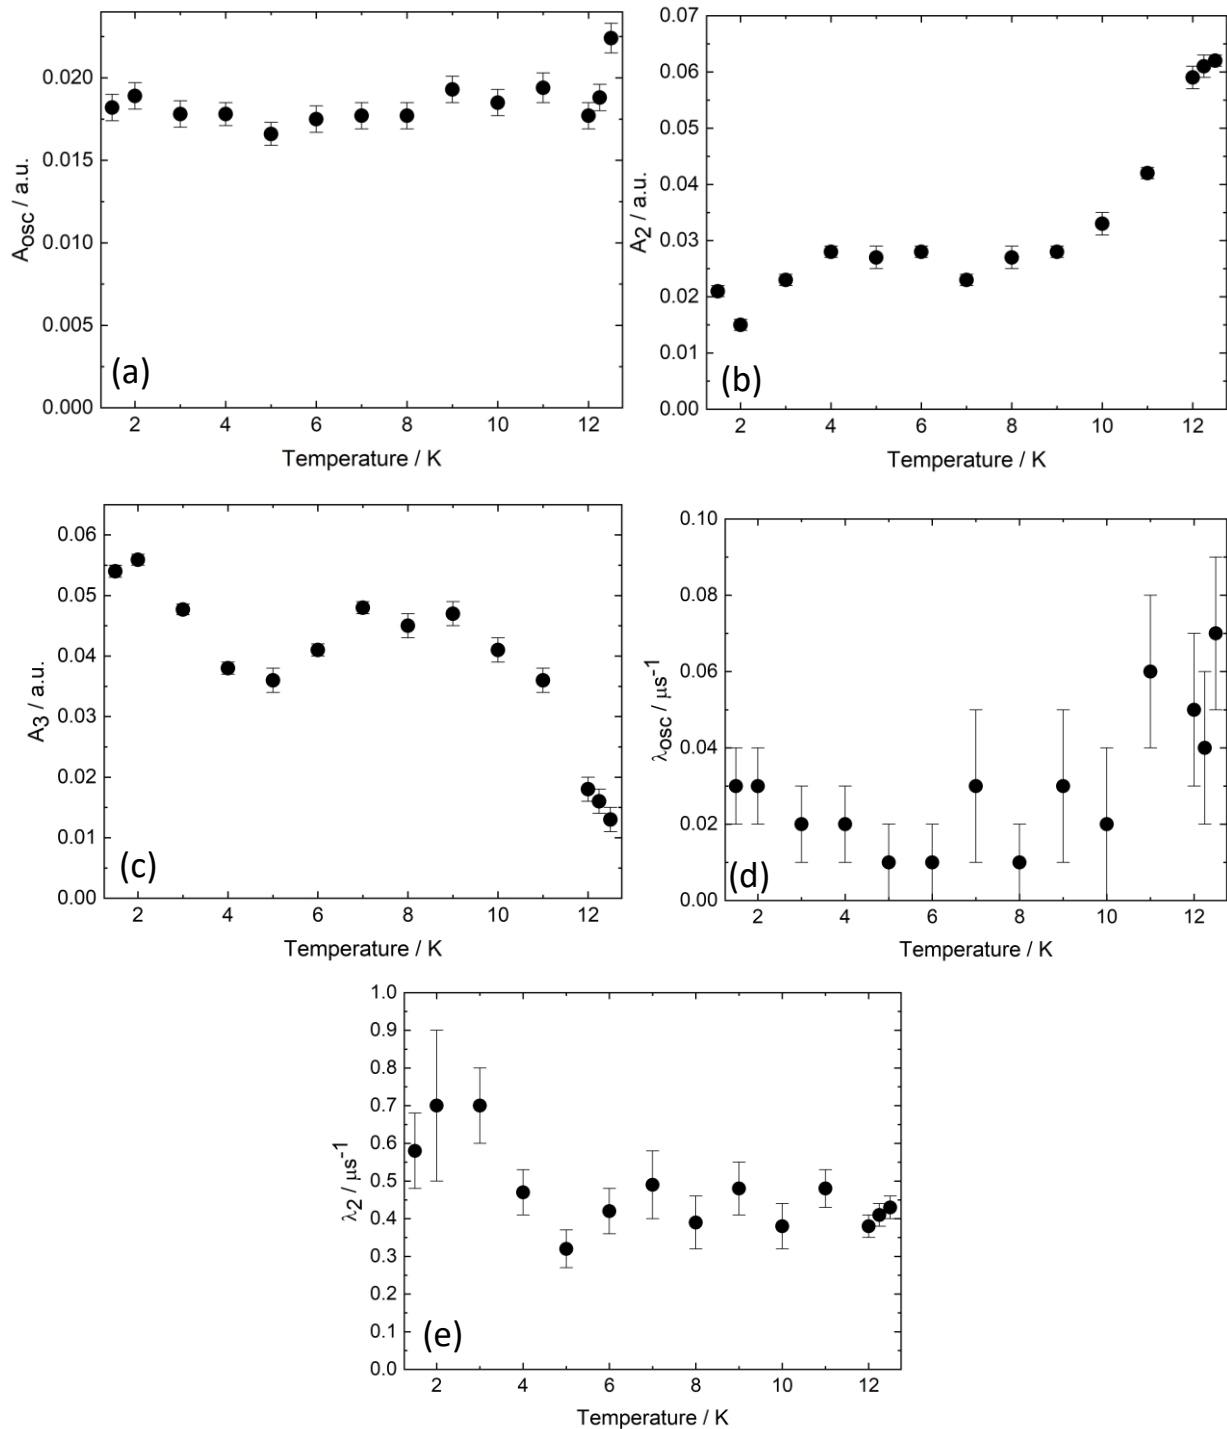 0.020
0.015
0.010
0.005
0.000
A_osc / a.u.
(a)
2 4 6 8 10 12
Temperature / K
0.07
0.06
0.05
0.04
0.03
0.02
0.01
0.00
A_2 / a.u.
(b)
2 4 6 8 10 12
Temperature / K
0.06
0.05
0.04
0.03
0.02
0.01
0.00
A_3 / a.u.
(c)
2 4 6 8 10 12
Temperature / K
0.10
0.08
0.06
0.04
0.02
0.00
λ_osc / μs^-1
(d)
2 4 6 8 10 12
Temperature / K
1.0
0.9
0.8
0.7
0.6
0.5
0.4
0.3
0.2
0.1
0.0
λ_2 / μs^-1
(e)
2 4 6 8 10 12
Temperature / K